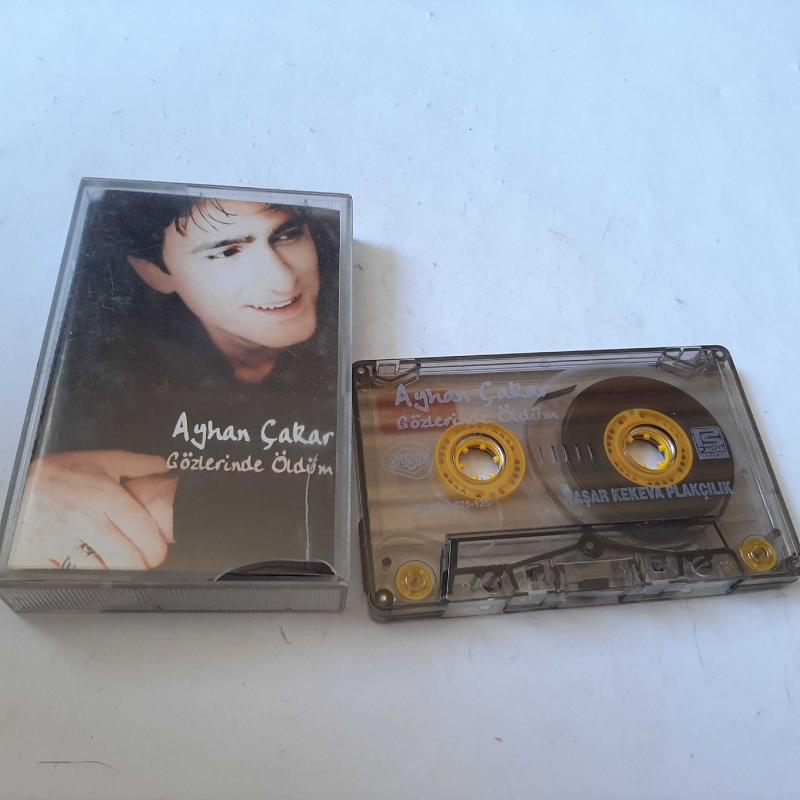 Ayhan Çakar
Gözlerinde Öldüm
Ayhan Çakar
Gözlerinde Öldüm
YAŞAR KEKEVA PLAKÇILIK